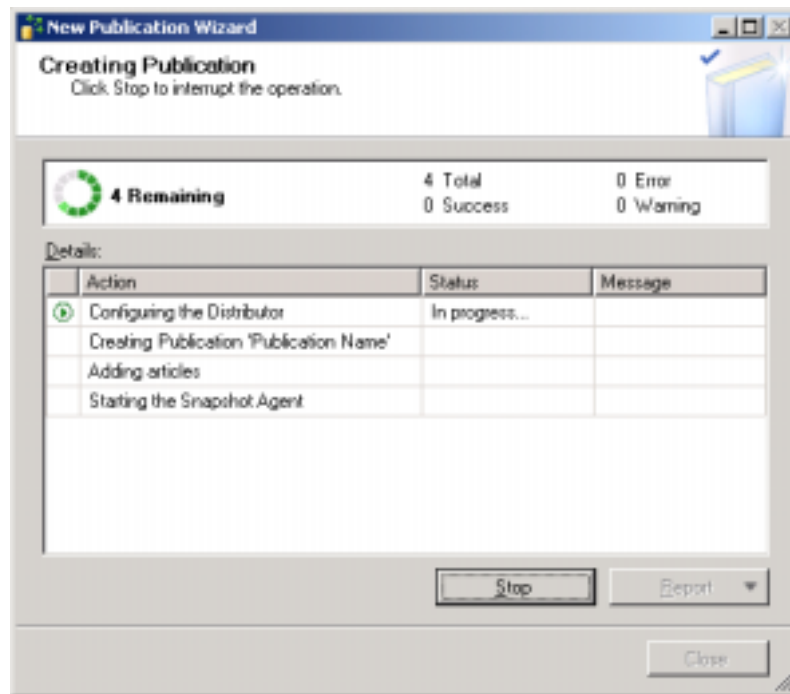 New Publication Wizard
Creating Publication
Click Stop to interrupt the operation.
4 Remaining
4 Total
0 Error
0 Success
0 Warning
Details:
Action Status Message
Configuring the Distributor In progress...
Creating Publication 'Publication Name'
Adding articles
Starting the Snapshot Agent
Stop
Report
Close